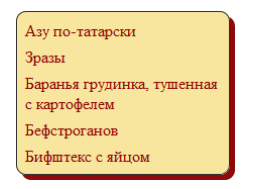 Азу по-татарски
Зразы
Баранья грудинка, тушенная
с картофелем
Бефстроганов
Бифштекс с яйцом